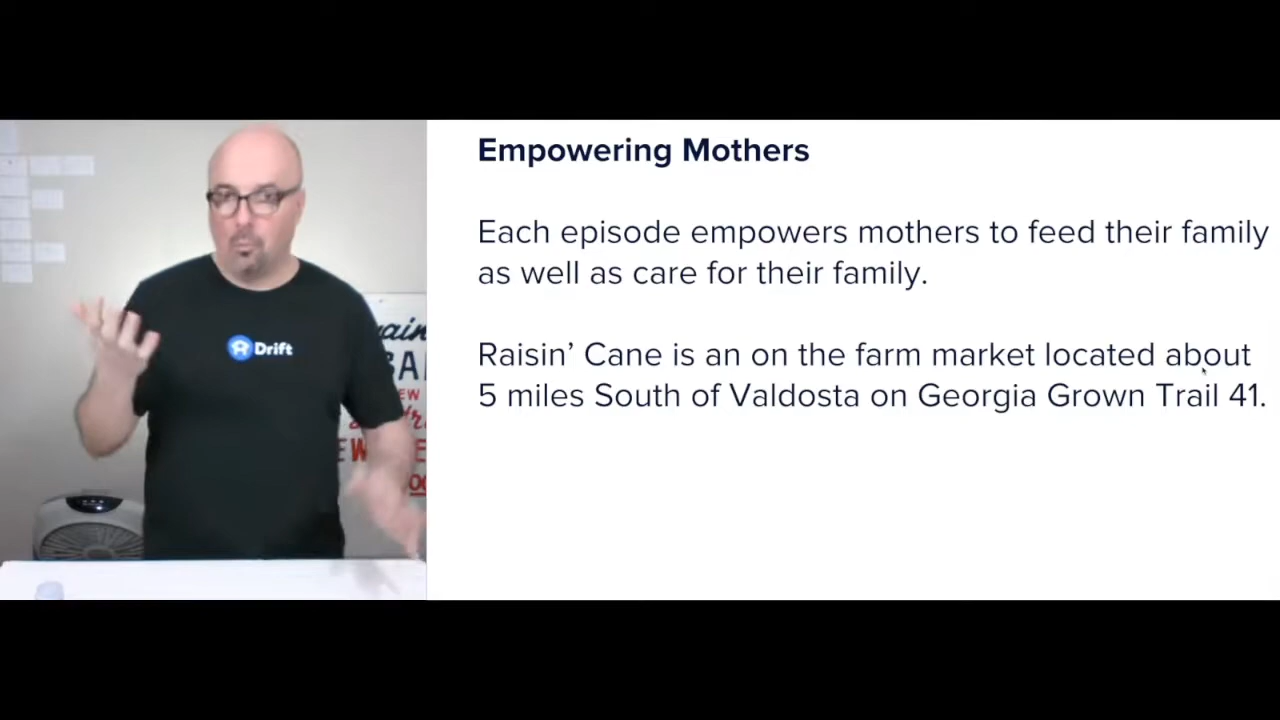 Empowering Mothers
Each episode empowers mothers to feed their family
as well as care for their family.
Raisin’ Cane is an on the farm market located about
5 miles South of Valdosta on Georgia Grown Trail 41.
Drift